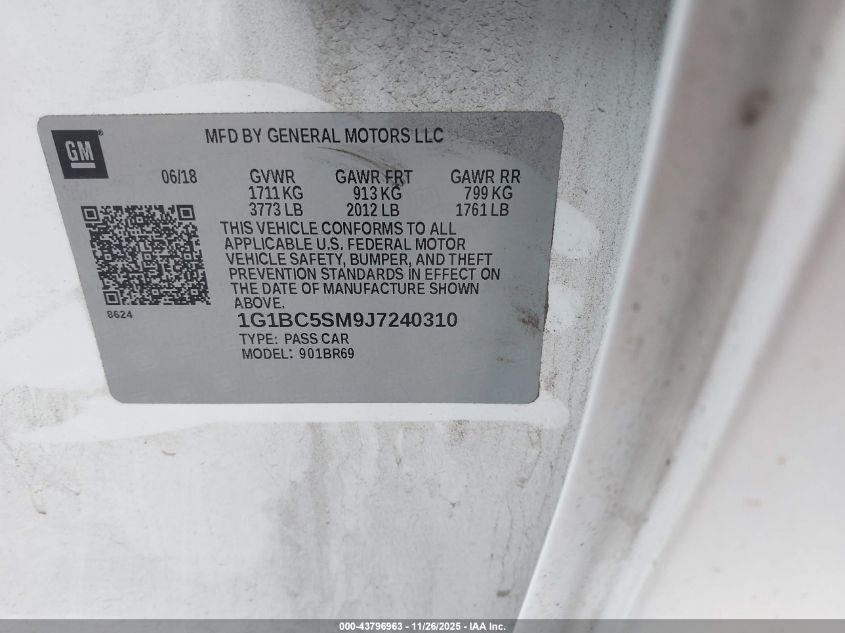 GM®
MFD BY GENERAL MOTORS LLC
06/18 GVWR GAWR FRT GAWR RR
1711 KG 913 KG 799 KG
3773 LB 2012 LB 1761 LB
THIS VEHICLE CONFORMS TO ALL
APPLICABLE U.S. FEDERAL MOTOR
VEHICLE SAFETY, BUMPER, AND THEFT
PREVENTION STANDARDS IN EFFECT ON
THE DATE OF MANUFACTURE SHOWN
ABOVE.
8624
1G1BC5SM9J7240310
TYPE: PASS CAR
MODEL: 901BR69
000-43796963 - 11/26/2025 - IAA Inc.